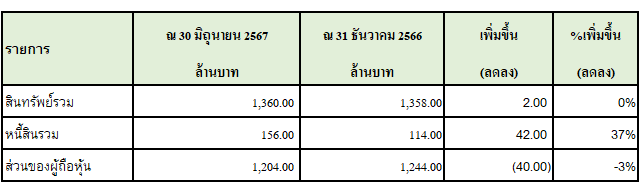 รายการ ณ 30 มิถุนายน 2567 ณ 31 ธันวาคม 2566 เพิ่มขึ้น %เพิ่มขึ้น
ล้านบาท ล้านบาท (ลดลง) (ลดลง)
สินทรัพย์รวม 1,360.00 1,358.00 2.00 0%
หนี้สินรวม 156.00 114.00 42.00 37%
ส่วนของผู้ถือหุ้น 1,204.00 1,244.00 (40.00) -3%